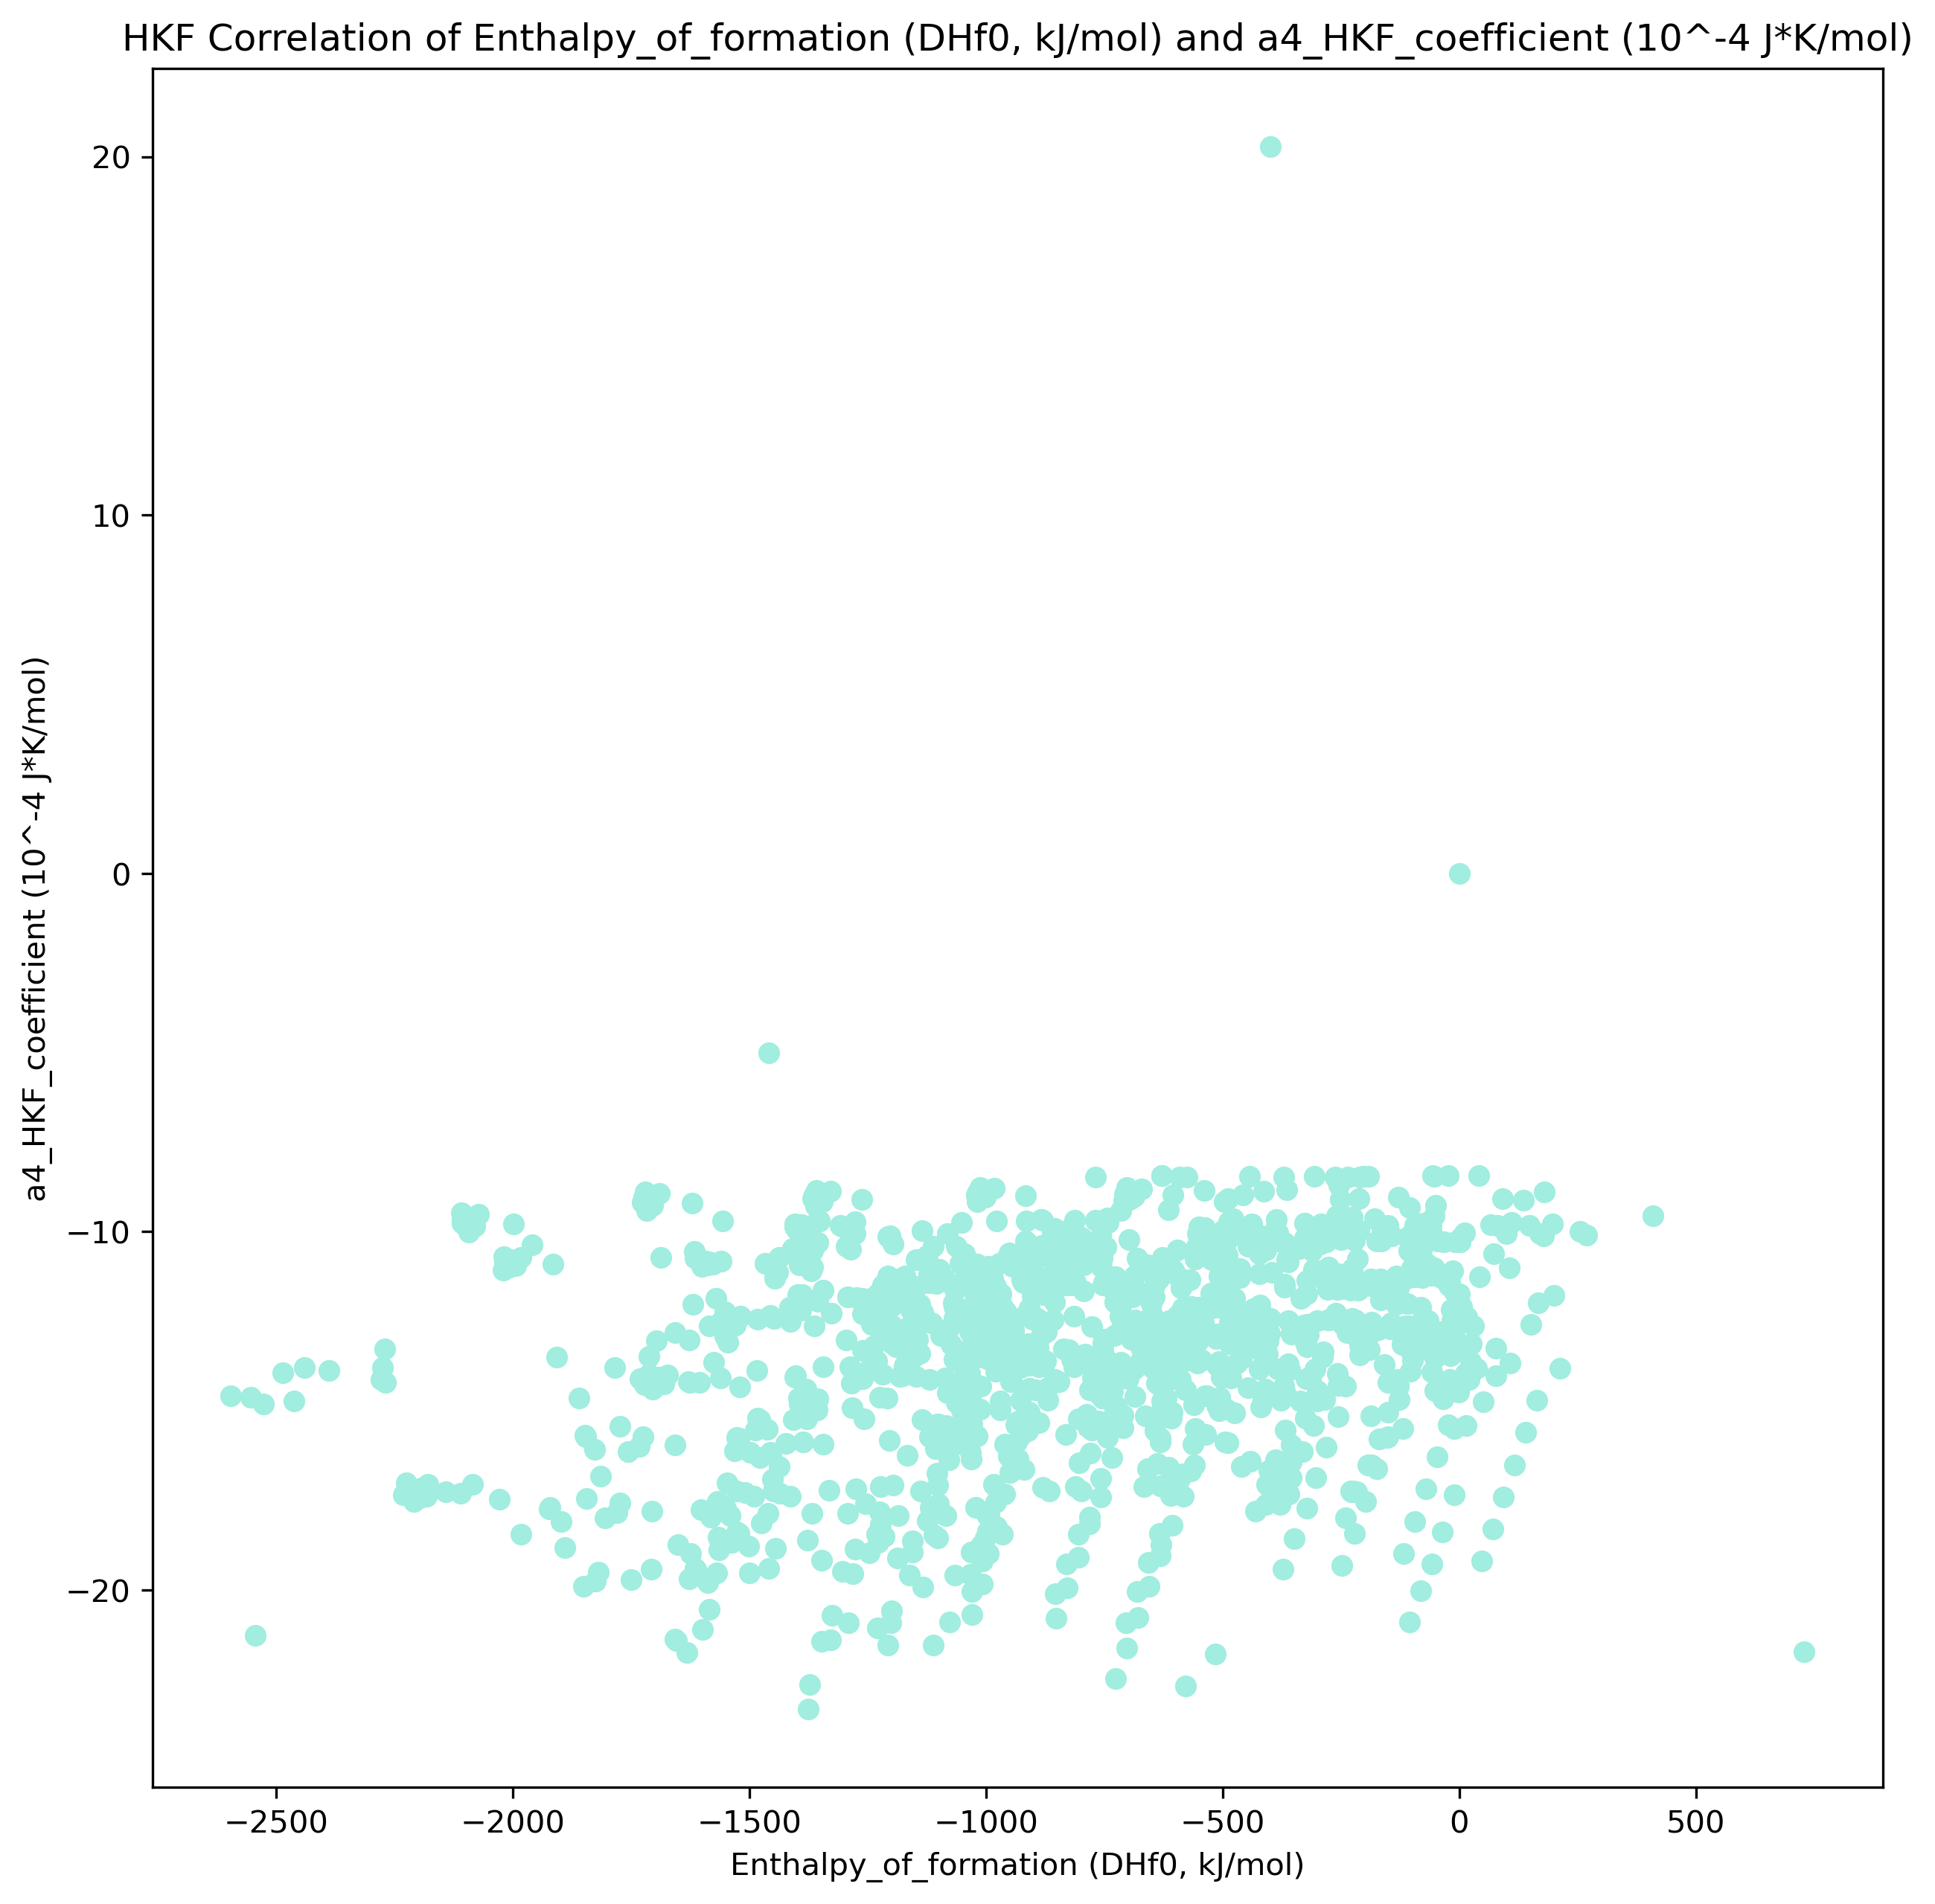 HKF Correlation of Enthalpy_of_formation (DHf0, kJ/mol) and a4_HKF_coefficient (10^-4 J*K/mol)
a4_HKF_coefficient (10^-4 J*K/mol)
20
10
0
−10
−20
−2500 −2000 −1500 −1000 −500 0 500
Enthalpy_of_formation (DHf0, kJ/mol)